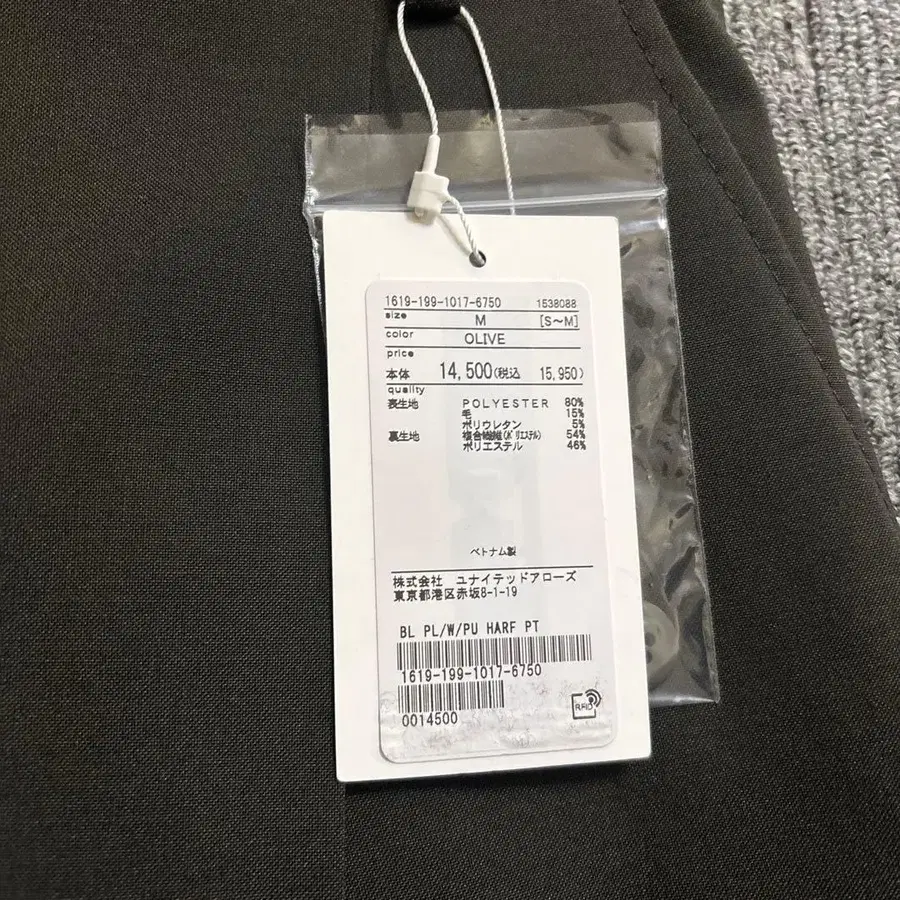 1619-199-1017-6750 1538088
size M [S～M]
color OLIVE
price
本体 14,500(税込 15,950)
quality
表生地 POLYESTER 80%
毛 15%
ポリウレタン 5%
裏生地 複合繊維(ポリエステル) 54%
ポリエステル 46%
ベトナム製
株式会社 ユナイテッドアローズ
東京都港区赤坂8-1-19
BL PL/W/PU HARF PT
1619-199-1017-6750
0014500
RFID